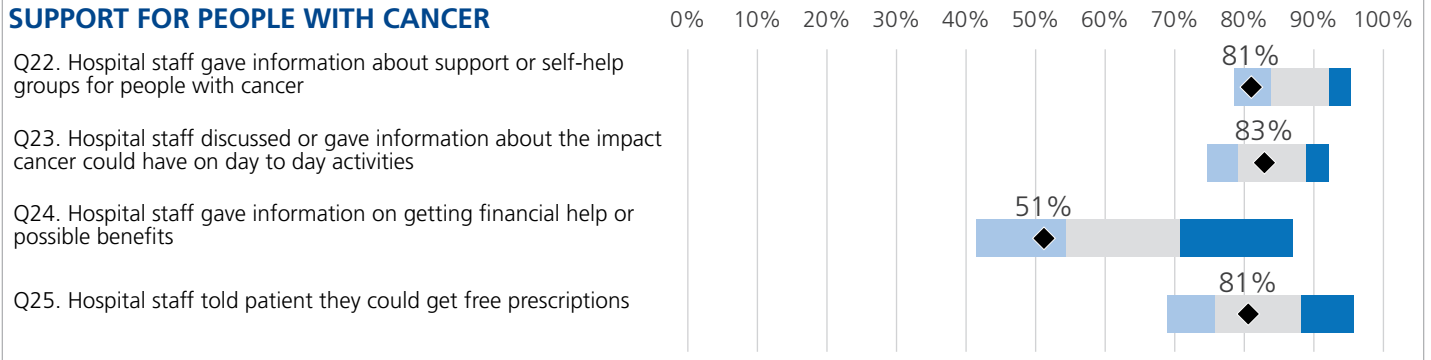 SUPPORT FOR PEOPLE WITH CANCER
0% 10% 20% 30% 40% 50% 60% 70% 80% 90% 100%
Q22. Hospital staff gave information about support or self-help
groups for people with cancer
81%
Q23. Hospital staff discussed or gave information about the impact
cancer could have on day to day activities
83%
Q24. Hospital staff gave information on getting financial help or
possible benefits
51%
Q25. Hospital staff told patient they could get free prescriptions
81%